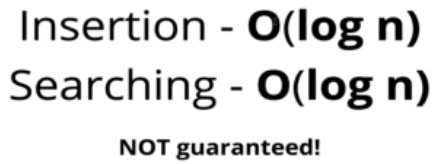 Insertion - O(log n)
Searching - O(log n)
NOT guaranteed!